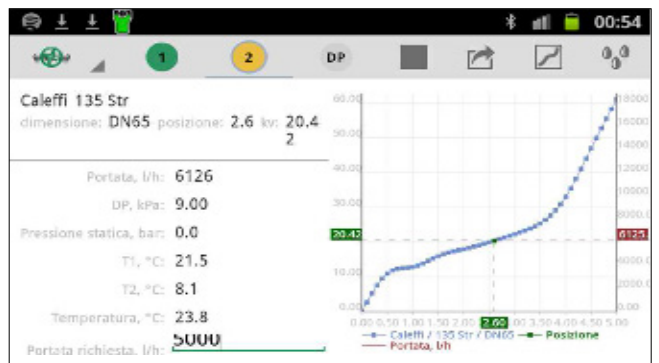 00:54
1
2
DP
Caleffi 135 Str
dimensione: DN65 posizione: 2.6 kv: 20.4
2
Portata, l/h: 6126
DP, kPa: 9.00
Pressione statica, bar: 0.0
T1, °C: 21.5
T2, °C: 8.1
Temperatura, °C: 23.8
Portata richiesta, l/h: 5000
60.00
50.00
40.00
30.00
20.42
10.00
0.00
18000
16000
14000
12000
10000
8000.0
6125.
4000.0
2000.0
0.00
0.00 0.50 1.00 1.50 2.00 2.60 3.00 3.50 4.00 4.50 5.00
Caleffi / 135 Str / DN65 Posizione
Portata, l/h